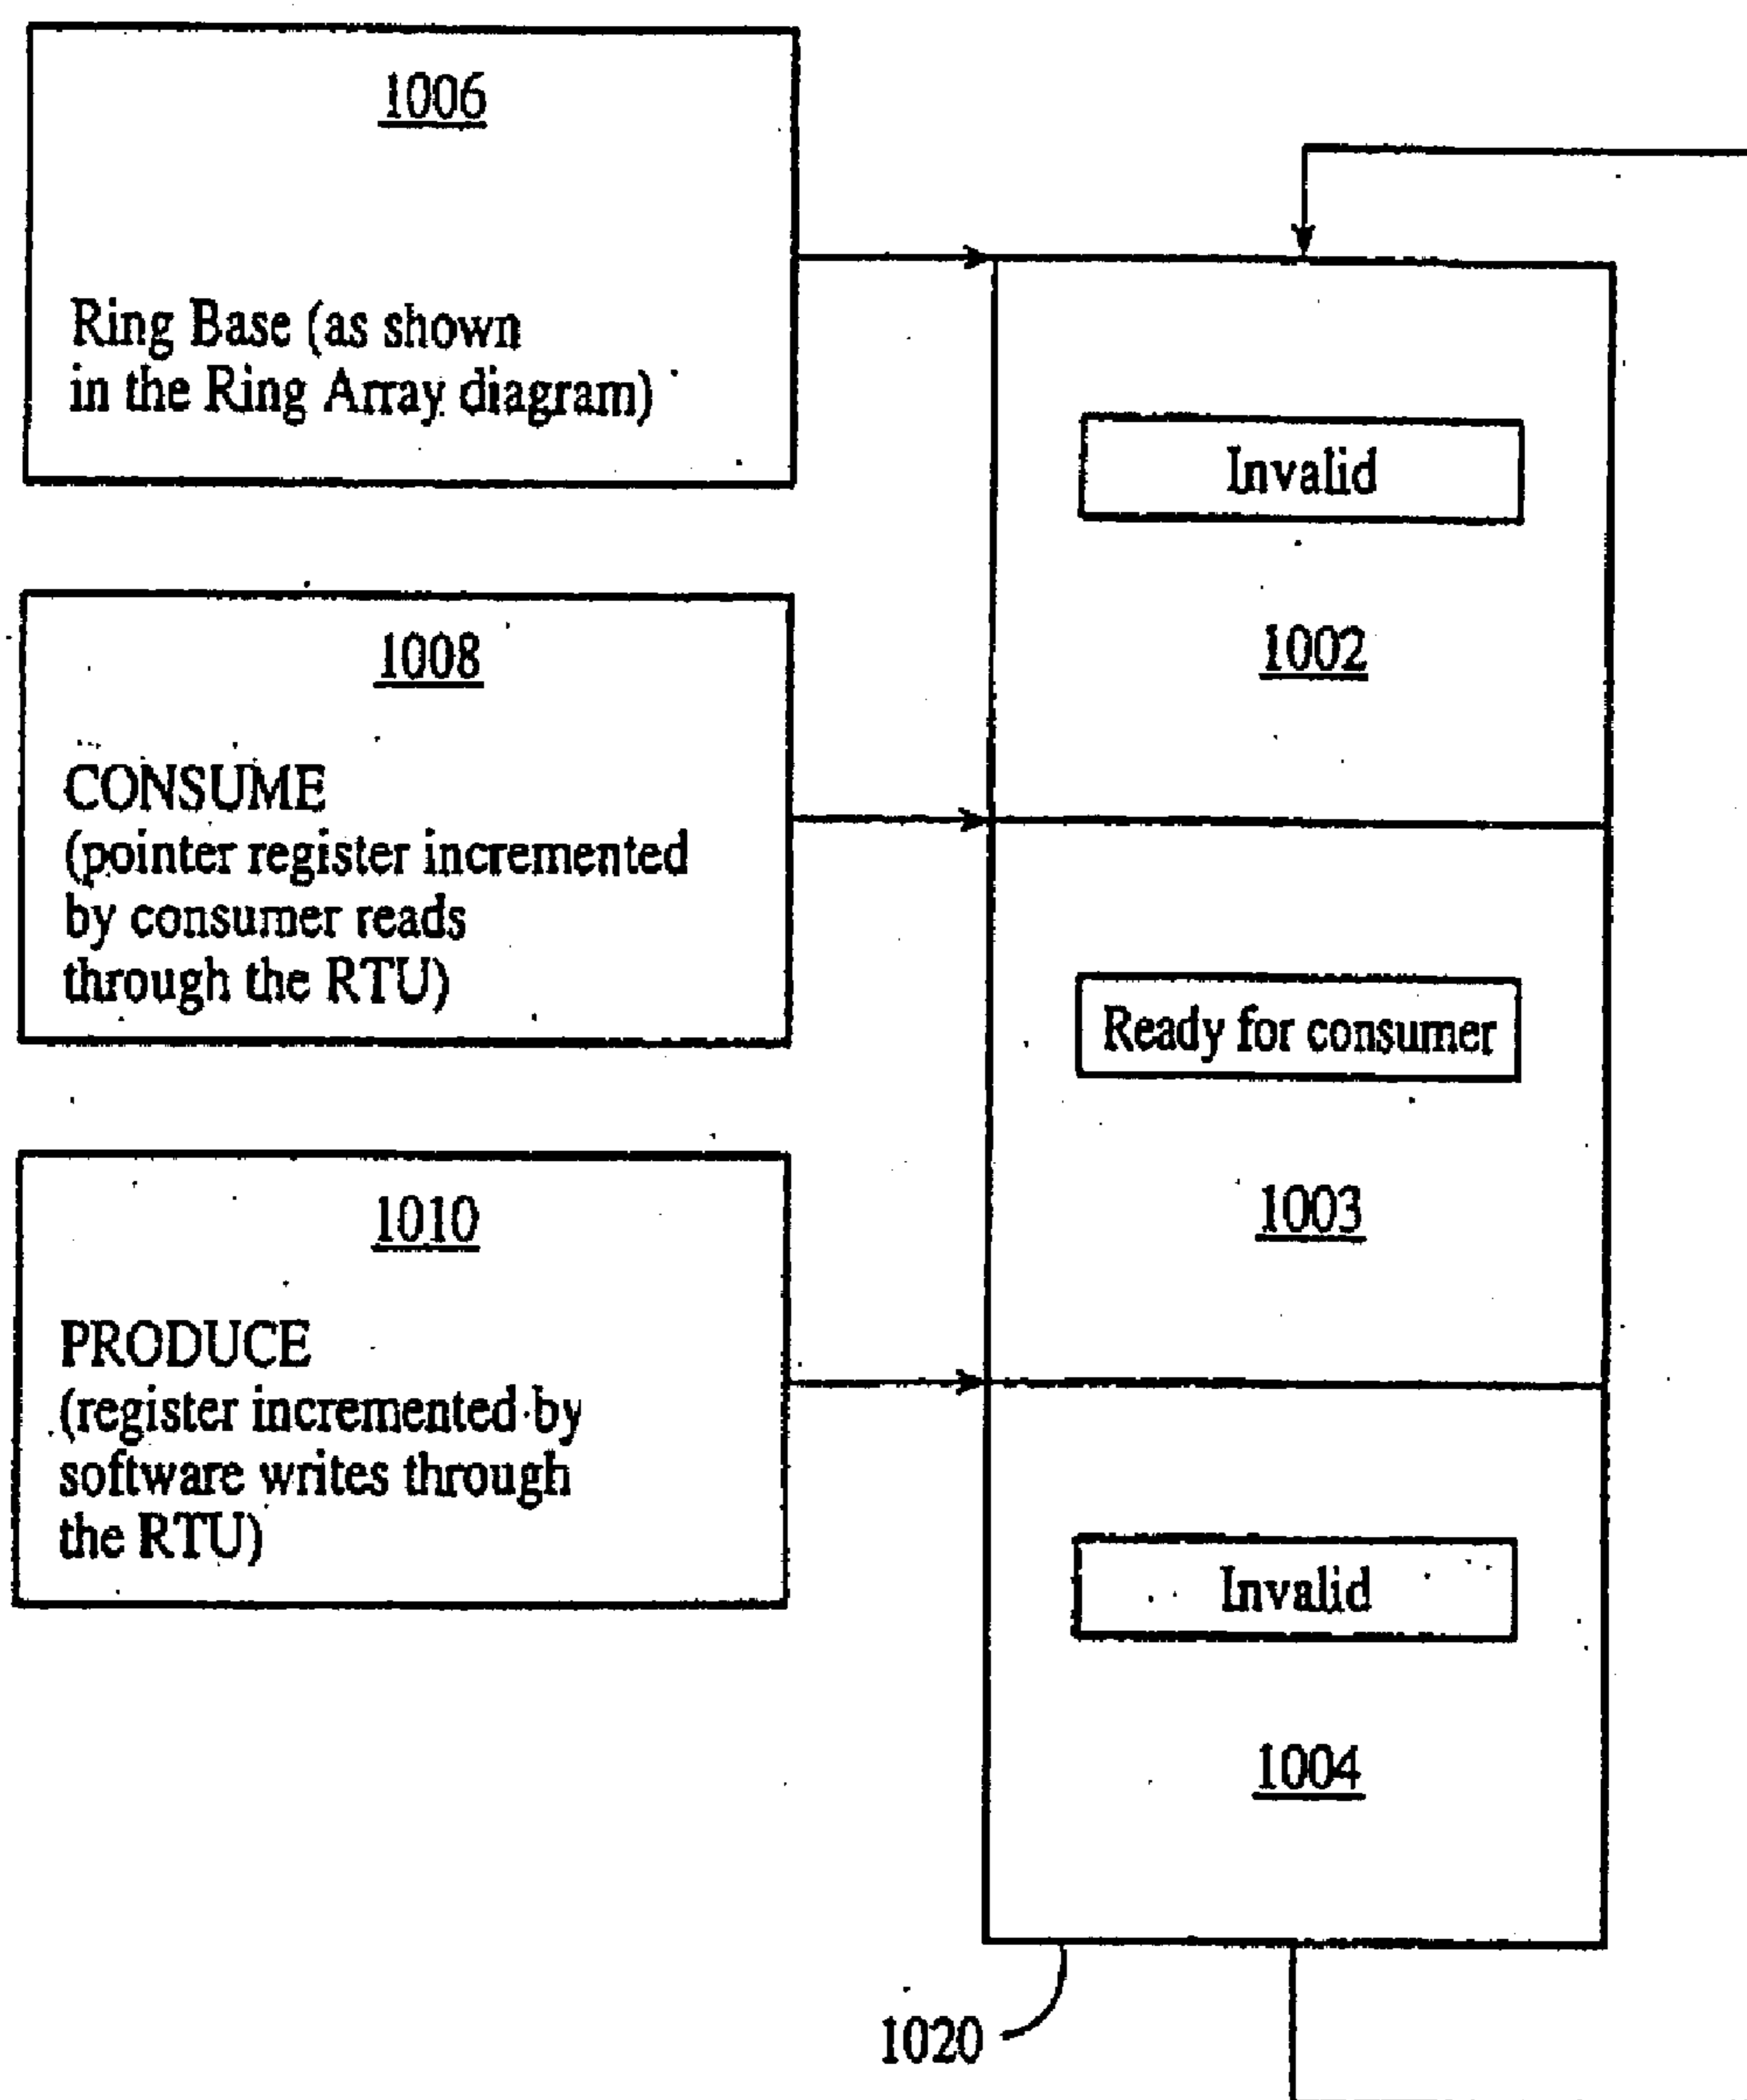 1006
Ring Base (as shown
in the Ring Array diagram)
1008
CONSUME
(pointer register incremented
by consumer reads
through the RTU)
1010
PRODUCE
(register incremented by
software writes through
the RTU)
Invalid
1002
Ready for consumer
1003
Invalid
1004
1020